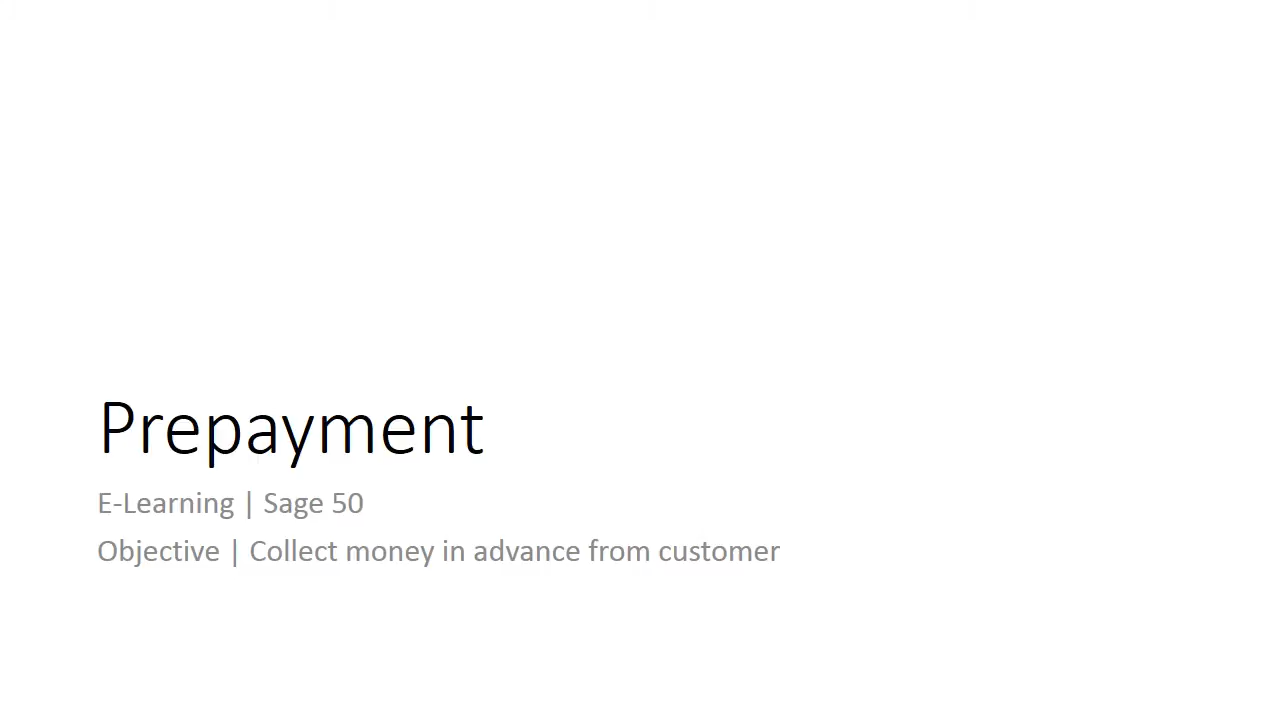 Prepayment
E-Learning | Sage 50
Objective | Collect money in advance from customer